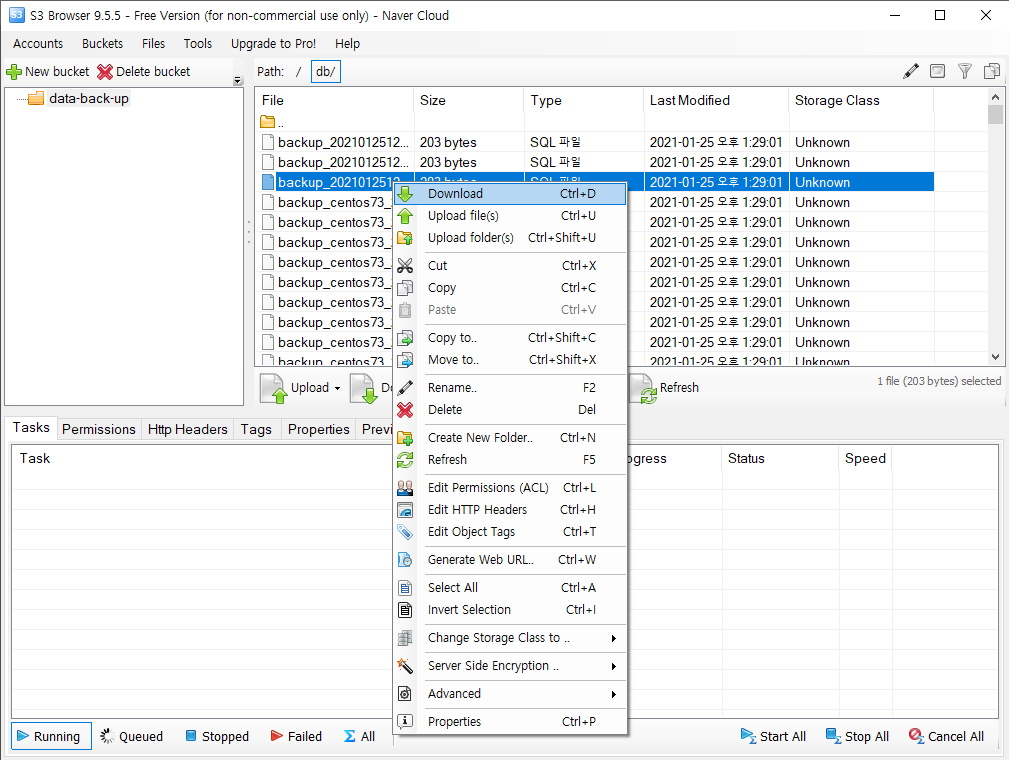 S3 Browser 9.5.5 - Free Version (for non-commercial use only) - Naver Cloud
Accounts Buckets Files Tools Upgrade to Pro! Help
New bucket Delete bucket
Path: / db/
data-back-up
File Size Type Last Modified Storage Class
..
backup_2021012512... 203 bytes SQL 파일 2021-01-25 오후 1:29:01 Unknown
backup_2021012512... 203 bytes SQL 파일 2021-01-25 오후 1:29:01 Unknown
backup_2021012512 203 bytes SQL 파일 2021-01-25 오후 1:29:01 Unknown
backup_centos73_ 2021-01-25 오후 1:29:01 Unknown
backup_centos73_ 2021-01-25 오후 1:29:01 Unknown
backup_centos73_ 2021-01-25 오후 1:29:01 Unknown
backup_centos73_ 2021-01-25 오후 1:29:01 Unknown
backup_centos73_ 2021-01-25 오후 1:29:01 Unknown
backup_centos73_ 2021-01-25 오후 1:29:01 Unknown
backup_centos73_ 2021-01-25 오후 1:29:01 Unknown
backup_centos73_ 2021-01-25 오후 1:29:01 Unknown
backup_centos73_ 2021-01-25 오후 1:29:01 Unknown
Download Ctrl+D
Upload file(s) Ctrl+U
Upload folder(s) Ctrl+Shift+U
Cut Ctrl+X
Copy Ctrl+C
Paste Ctrl+V
Copy to.. Ctrl+Shift+C
Move to.. Ctrl+Shift+X
Rename.. F2
Delete Del
Create New Folder.. Ctrl+N
Refresh F5
Edit Permissions (ACL) Ctrl+L
Edit HTTP Headers Ctrl+H
Edit Object Tags Ctrl+T
Generate Web URL.. Ctrl+W
Select All Ctrl+A
Invert Selection Ctrl+I
Change Storage Class to ..
Server Side Encryption ..
Advanced
Properties Ctrl+P
Upload Refresh 1 file (203 bytes) selected
Tasks Permissions Http Headers Tags Properties Previ
Task ogress Status Speed
Running Queued Stopped Failed All Start All Stop All Cancel All